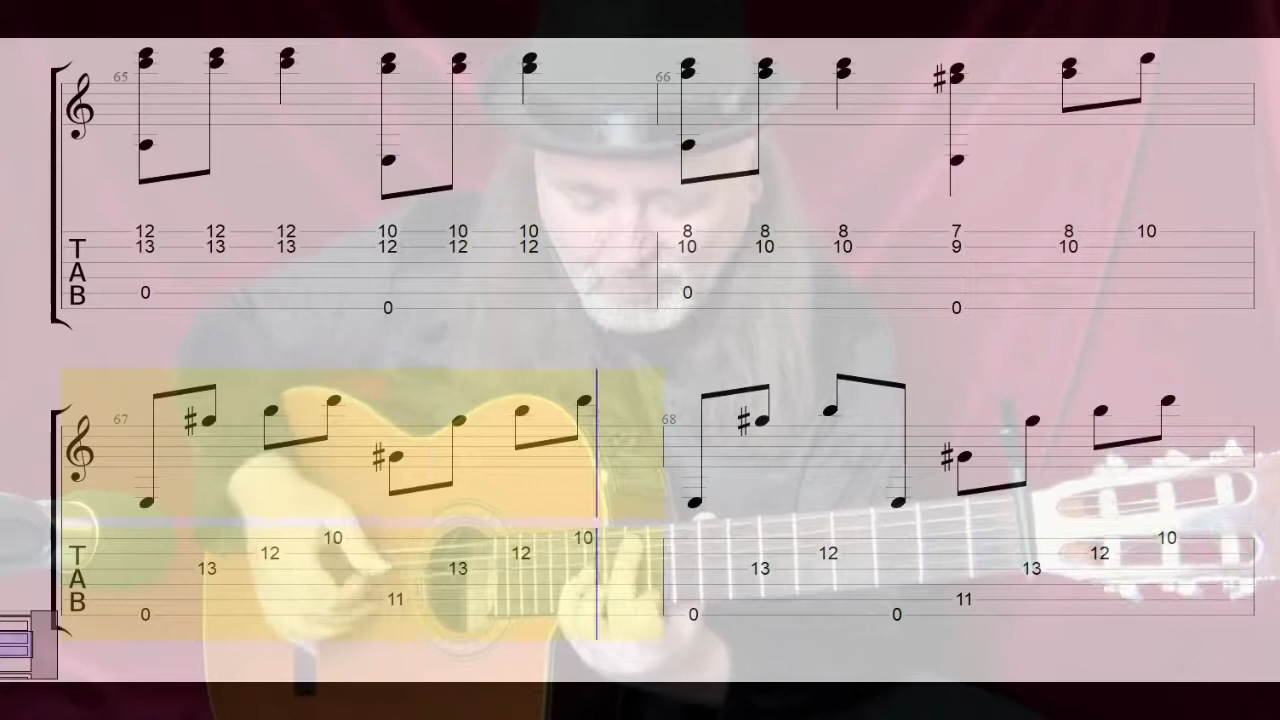 65 66
12 12 12 10 10 10 8 8 8 7 8 10
T 13 13 13 12 12 12 10 10 10 9 10
A
B 0 0
0 0
67 68
10 10 10
T 12 12 12 12
A 13 13 13 13
B 11 11
0 0 0